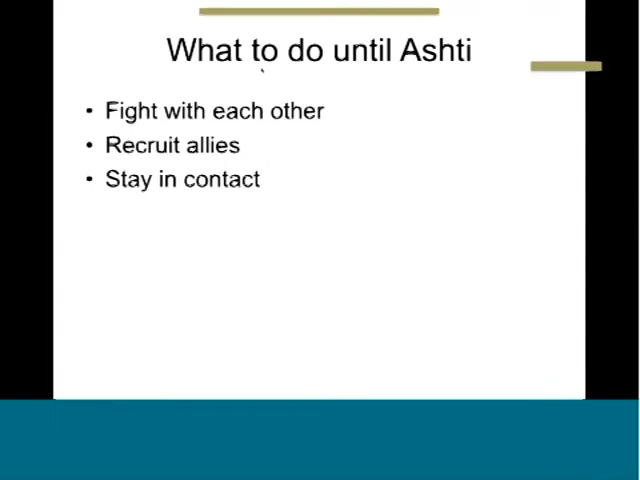 What to do until Ashti
• Fight with each other
• Recruit allies
• Stay in contact